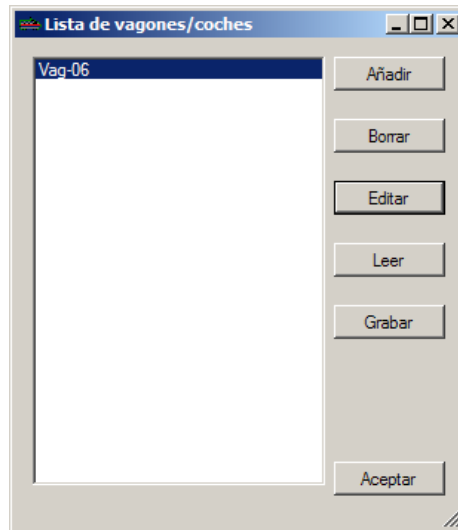 Lista de vagones/coches
Vag-06
Añadir
Borrar
Editar
Leer
Grabar
Aceptar